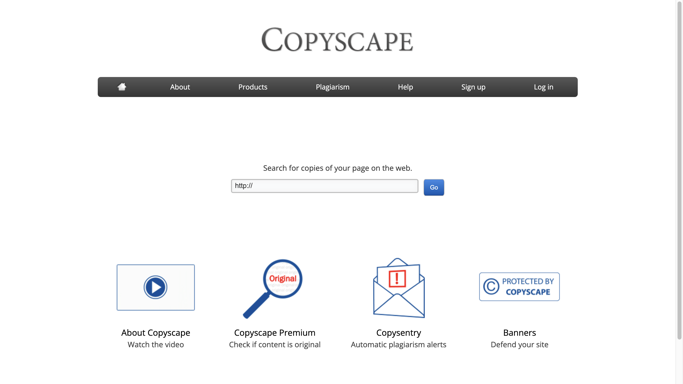 COPYSCAPE
About Products Plagiarism Help Sign up Log in
Search for copies of your page on the web.
http:// Go
Original
!
© PROTECTED BY
COPYSCAPE
About Copyscape Copyscape Premium Copysentry Banners
Watch the video Check if content is original Automatic plagiarism alerts Defend your site